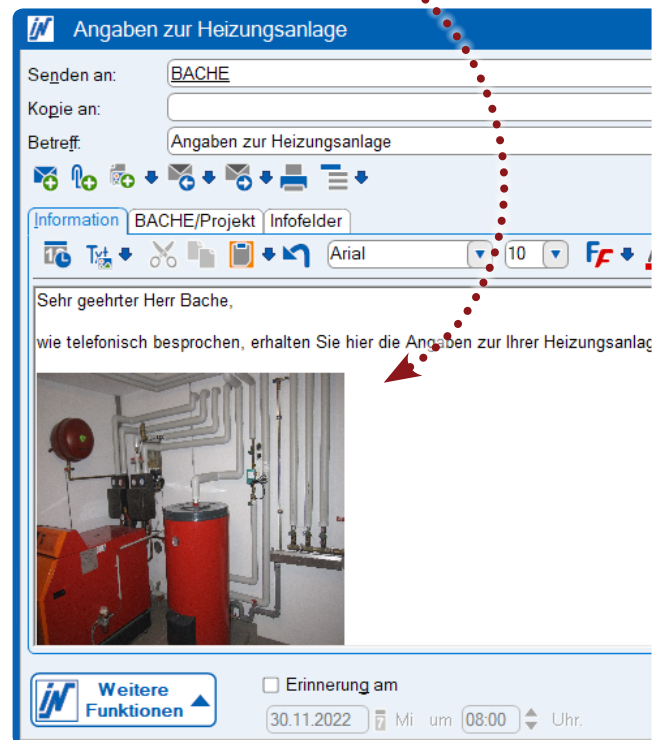 Angaben zur Heizungsanlage
Senden an: BACHE
Kopie an:
Betreff: Angaben zur Heizungsanlage
Information BACHE/Projekt Infofelder
Arial 10 FF
Sehr geehrter Herr Bache,
wie telefonisch besprochen, erhalten Sie hier die Angaben zur Ihrer Heizungsanlag
Weitere
Funktionen
Erinnerung am
30.11.2022 7 Mi um 08:00 Uhr.